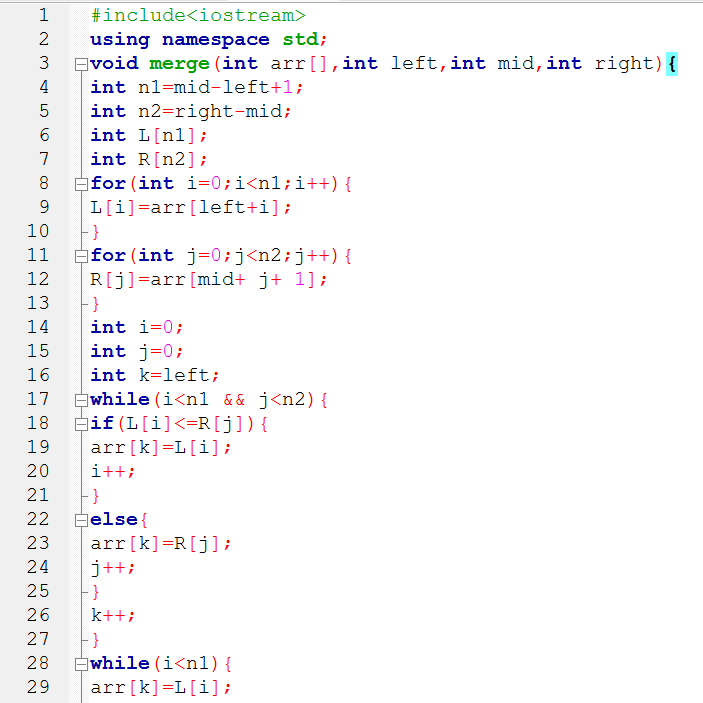 1 #include<iostream>
2 using namespace std;
3 void merge(int arr[],int left,int mid,int right){
4 int n1=mid-left+1;
5 int n2=right-mid;
6 int L[n1];
7 int R[n2];
8 for(int i=0;i<n1;i++){
9 L[i]=arr[left+i];
10 }
11 for(int j=0;j<n2;j++){
12 R[j]=arr[mid+ j+ 1];
13 }
14 int i=0;
15 int j=0;
16 int k=left;
17 while(i<n1 && j<n2){
18 if(L[i]<=R[j]){
19 arr[k]=L[i];
20 i++;
21 }
22 else{
23 arr[k]=R[j];
24 j++;
25 }
26 k++;
27 }
28 while(i<n1){
29 arr[k]=L[i];